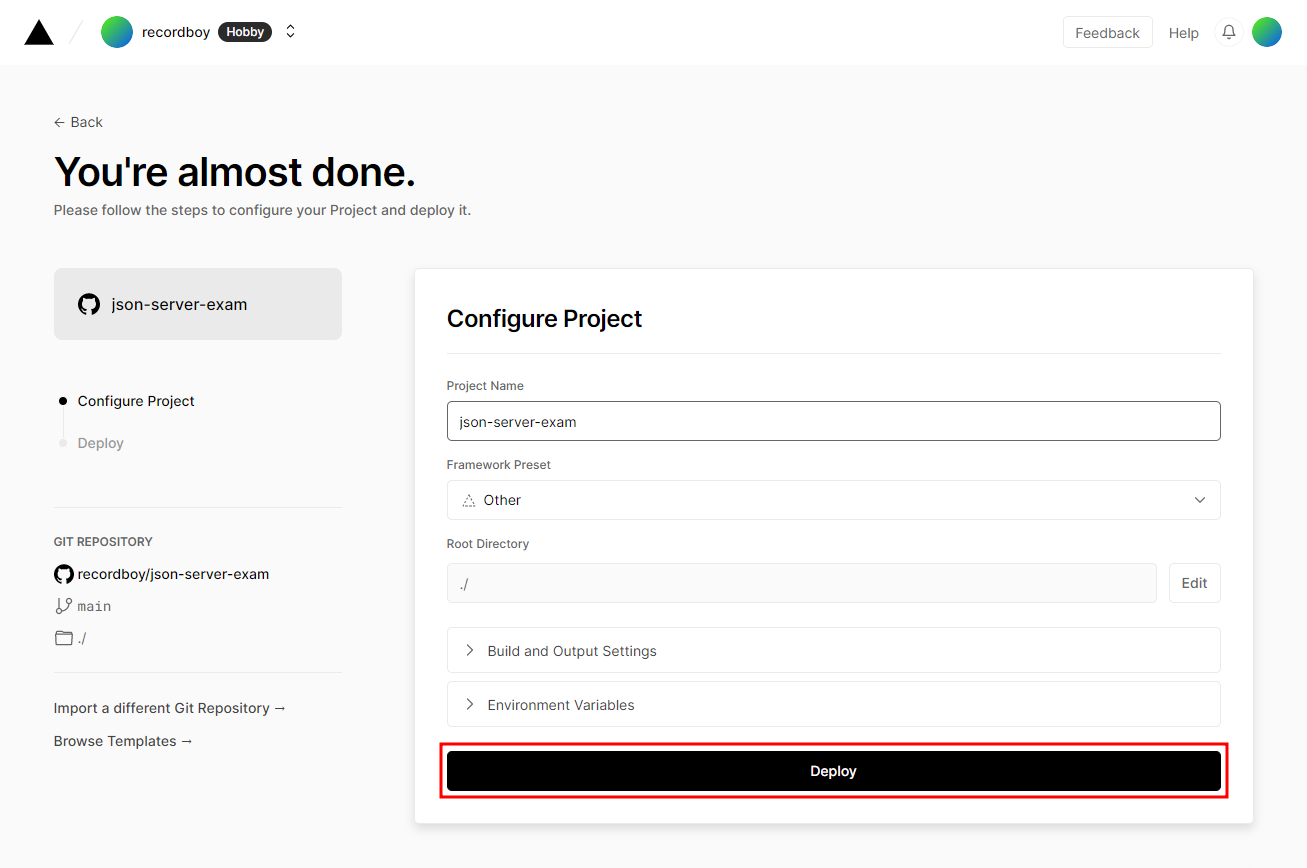 recordboy Hobby
Feedback Help
← Back
You're almost done.
Please follow the steps to configure your Project and deploy it.
json-server-exam
Configure Project
Deploy
GIT REPOSITORY
recordboy/json-server-exam
main
./
Import a different Git Repository →
Browse Templates →
Configure Project
Project Name
json-server-exam
Framework Preset
Other
Root Directory
./
Edit
Build and Output Settings
Environment Variables
Deploy